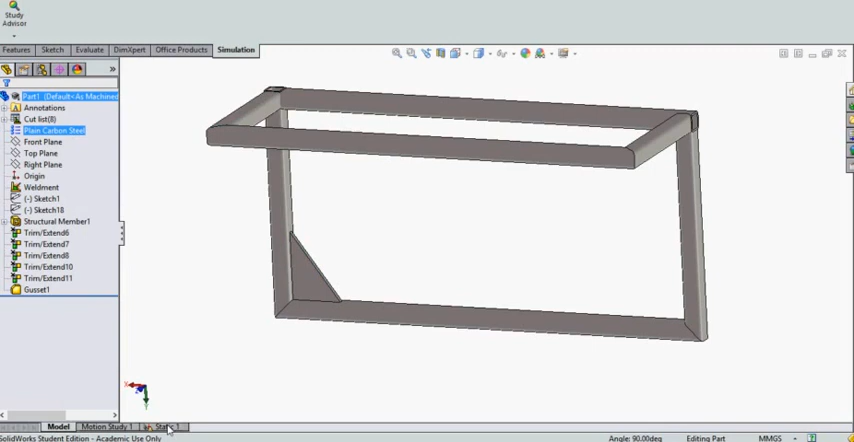 Study
Advisor
Features Sketch Evaluate DimXpert Office Products Simulation
»
Part1 (Default<As Machined
Annotations
Cut list(8)
Plain Carbon Steel
Front Plane
Top Plane
Right Plane
Origin
Weldment
(-) Sketch1
(-) Sketch18
Structural Member1
Trim/Extend6
Trim/Extend7
Trim/Extend8
Trim/Extend10
Trim/Extend11
Gusset1
X
Y
Model Motion Study 1
SolidWorks Student Edition - Academic Use Only Angle: 90.00deg Editing Part MMGS